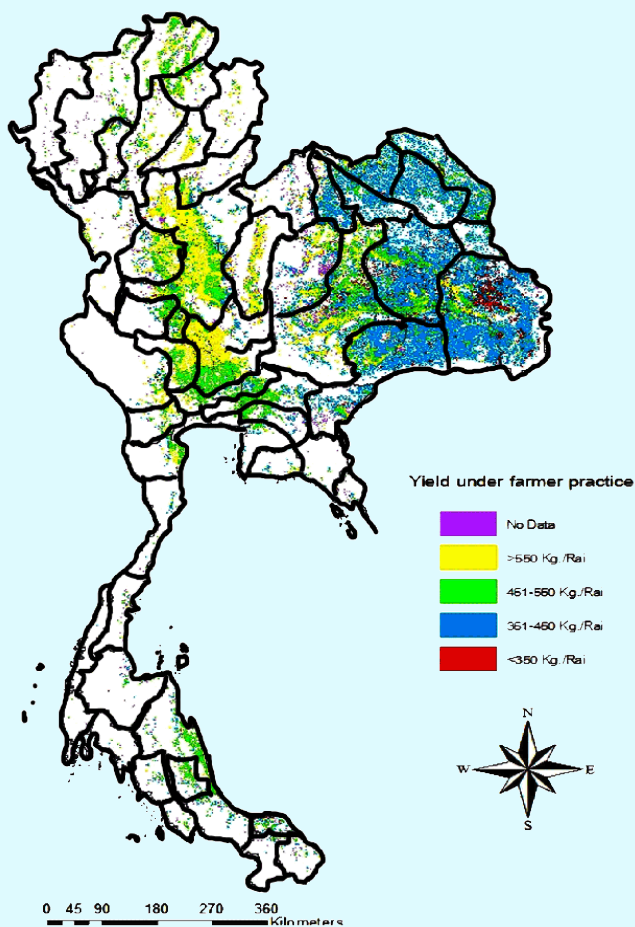 Yield under farmer practice
No Data
>550 Kg./Rai
451-550 Kg./Rai
351-450 Kg./Rai
<350 Kg./Rai
N
W E
S
0 45 90 180 270 360
Kilometers